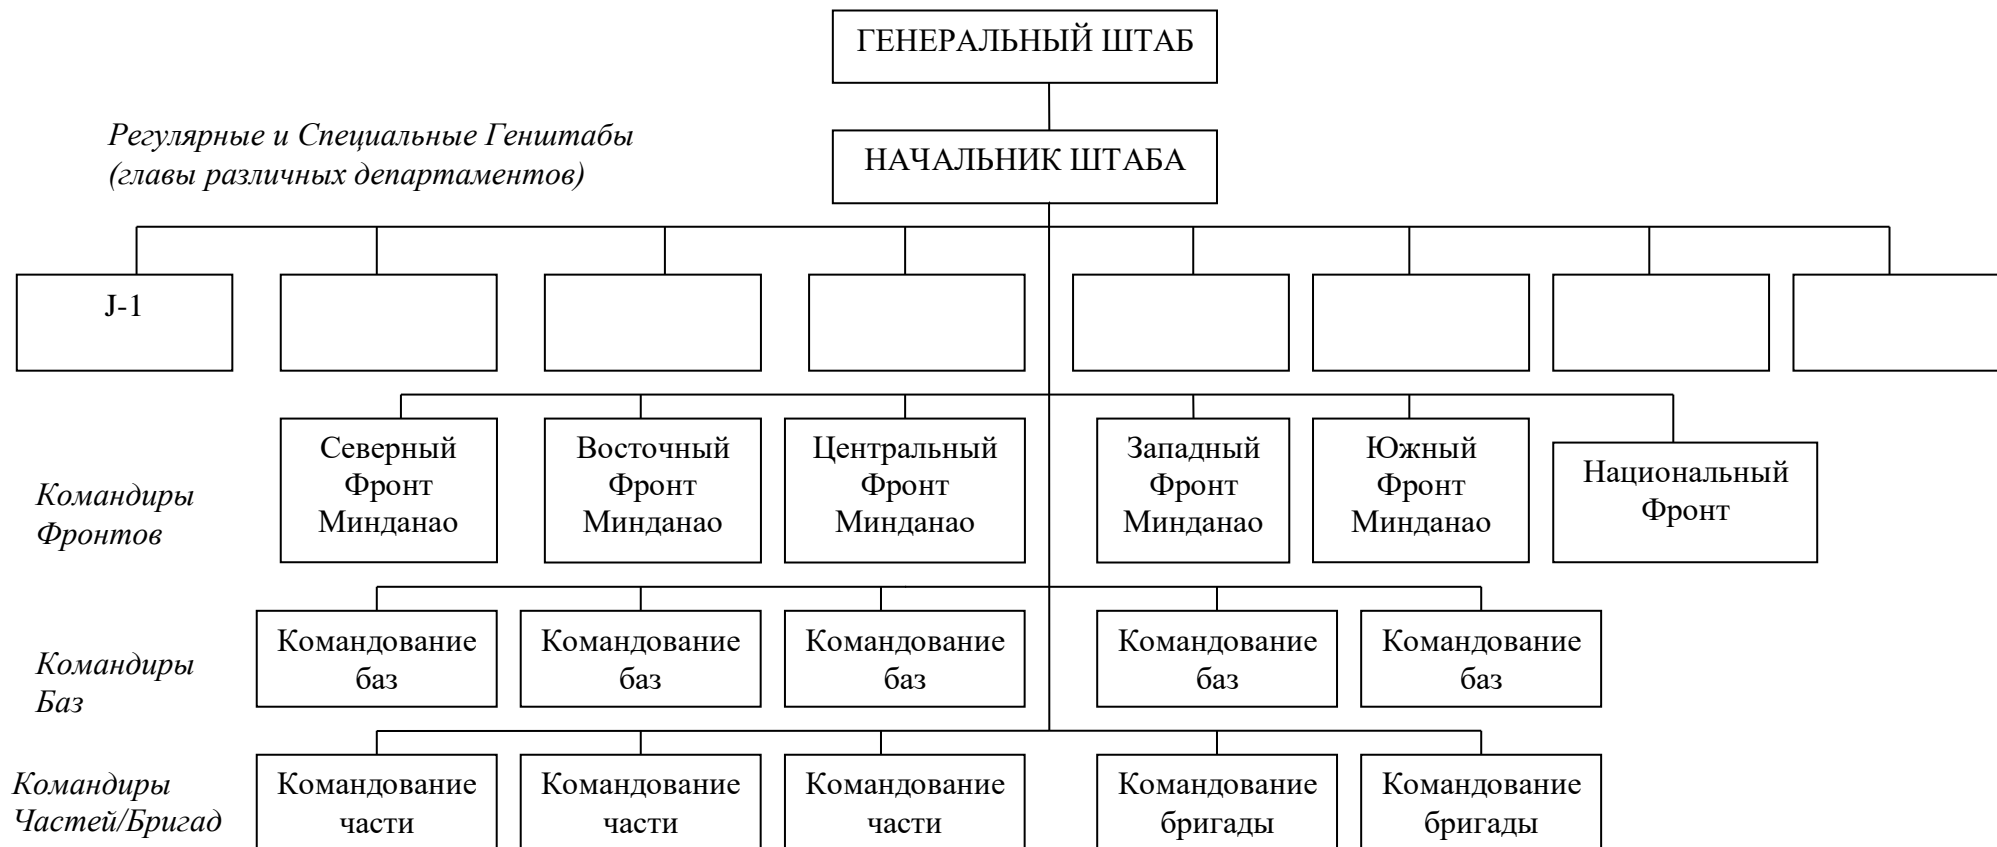 ГЕНЕРАЛЬНЫЙ ШТАБ
Регулярные и Специальные Генштабы
(главы различных департаментов)
НАЧАЛЬНИК ШТАБА
J-1
Командиры
Фронтов
Северный
Фронт
Минданао
Восточный
Фронт
Минданао
Центральный
Фронт
Минданао
Западный
Фронт
Минданао
Южный
Фронт
Минданао
Национальный
Фронт
Командиры
Баз
Командование
баз
Командование
баз
Командование
баз
Командование
баз
Командование
баз
Командиры
Частей/Бригад
Командование
части
Командование
части
Командование
части
Командование
бригады
Командование
бригады